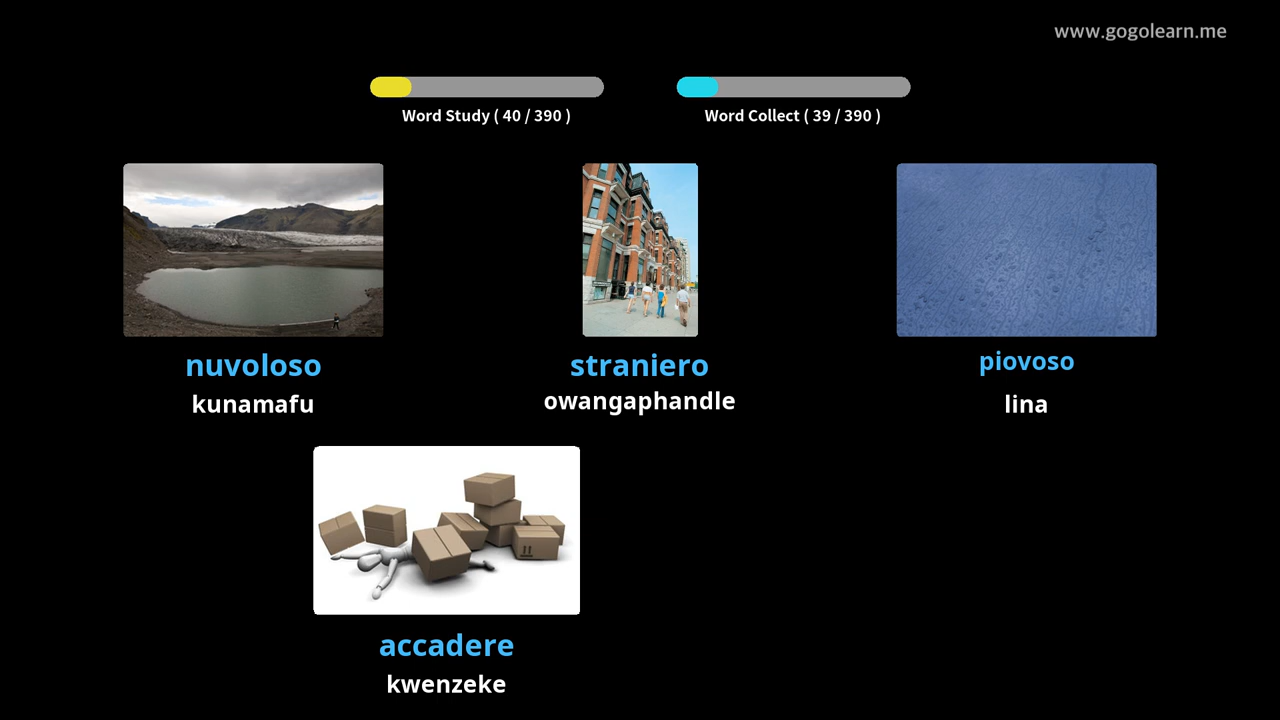 www.gogolearn.me
Word Study ( 40 / 390 )
Word Collect ( 39 / 390 )
nuvoloso
kunamafu
straniero
owangaphandle
piovoso
lina
accadere
kwenzeke